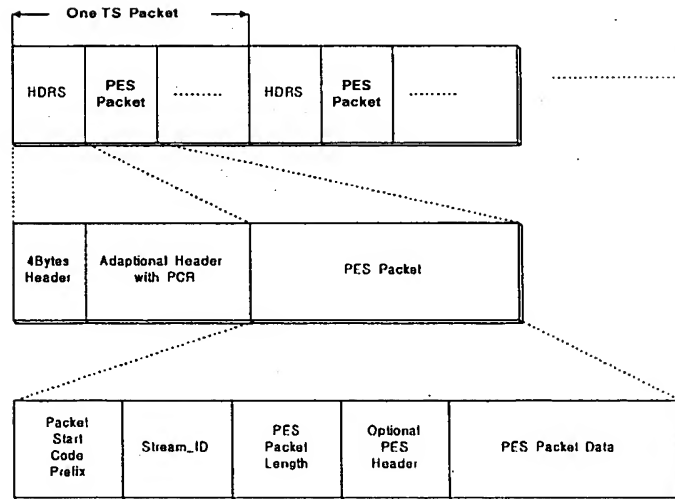 One TS Packet
HDRS
PES
Packet
........
HDRS
PES
Packet
........
4Bytes
Header
Adaptional Header
with PCR
PES Packet
Packet
Start
Code
Prefix
Stream_ID
PES
Packet
Length
Optional
PES
Header
PES Packet Data